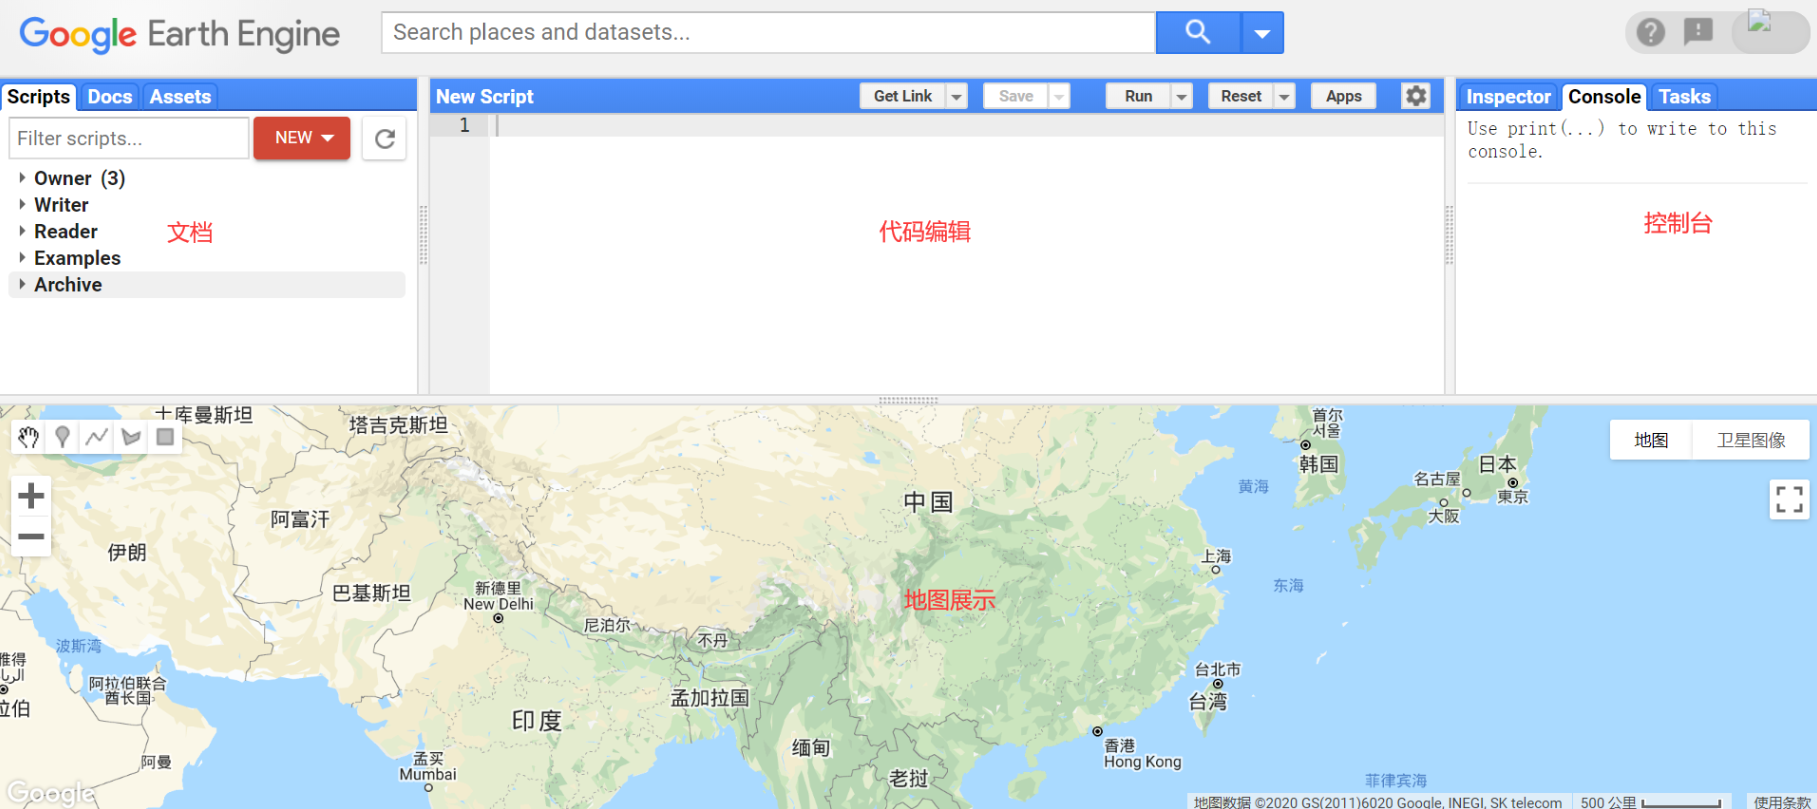 Google Earth Engine
Search places and datasets...
Scripts Docs Assets
New Script
Get Link
Save
Run
Reset
Apps
Inspector Console Tasks
1
Filter scripts...
NEW
Use print(...) to write to this
console.
Owner (3)
Writer
Reader
Examples
Archive
文档
代码编辑
控制台
塔吉克斯坦
首尔
서울
地图
卫星图像
韩国
日本
名古屋
東京
大阪
黄海
中国
阿富汗
伊朗
上海
东海
巴基斯坦
新德里
New Delhi
地图展示
尼泊尔
不丹
波斯湾
台北市
台湾
阿拉伯联合
酋长国
孟加拉国
印度
缅甸
香港
Hong Kong
阿曼
孟买
Mumbai
老挝
菲律宾海
Google
地图数据 ©2020 GS(2011)6020 Google, INEGI, SK telecom
500 公里
使用条款